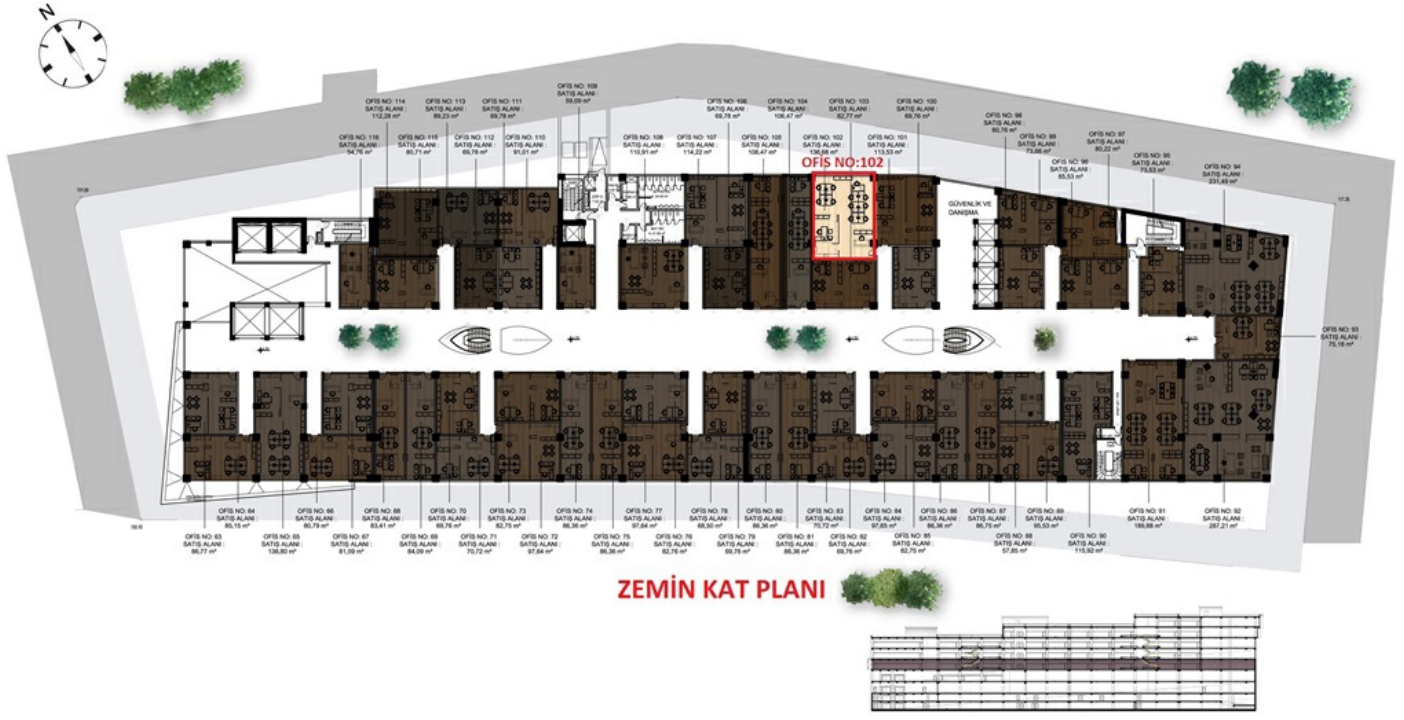 N
OFİS NO: 109
SATIŞ ALANI :
59,09 m²
OFİS NO: 114
SATIŞ ALANI :
112,28 m²
OFİS NO: 113
SATIŞ ALANI :
89,23 m²
OFİS NO: 111
SATIŞ ALANI :
69,78 m²
OFİS NO: 106
SATIŞ ALANI :
69,78 m²
OFİS NO: 104
SATIŞ ALANI :
106,47 m²
OFİS NO: 103
SATIŞ ALANI :
82,77 m²
OFİS NO: 100
SATIŞ ALANI :
69,76 m²
OFİS NO: 98
SATIŞ ALANI :
80,76 m²
OFİS NO: 99
SATIŞ ALANI :
73,66 m²
OFİS NO: 97
SATIŞ ALANI :
80,22 m²
OFİS NO: 116
SATIŞ ALANI :
54,76 m²
OFİS NO: 115
SATIŞ ALANI :
80,71 m²
OFİS NO: 112
SATIŞ ALANI :
69,78 m²
OFİS NO: 110
SATIŞ ALANI :
91,01 m²
OFİS NO: 108
SATIŞ ALANI :
110,91 m²
OFİS NO: 107
SATIŞ ALANI :
114,22 m²
OFİS NO: 105
SATIŞ ALANI :
106,47 m²
OFİS NO: 102
SATIŞ ALANI :
136,68 m²
OFİS NO: 101
SATIŞ ALANI :
113,53 m²
OFİS NO: 96
SATIŞ ALANI :
85,53 m²
OFİS NO: 95
SATIŞ ALANI :
73,53 m²
OFİS NO: 94
SATIŞ ALANI :
231,49 m²
OFİS NO:102
GÜVENLİK VE
DANIŞMA
OFİS NO: 93
SATIŞ ALANI :
75,16 m²
OFİS NO: 64
SATIŞ ALANI :
85,15 m²
OFİS NO: 66
SATIŞ ALANI :
80,79 m²
OFİS NO: 68
SATIŞ ALANI :
83,41 m²
OFİS NO: 70
SATIŞ ALANI :
69,76 m²
OFİS NO: 73
SATIŞ ALANI :
82,75 m²
OFİS NO: 74
SATIŞ ALANI :
86,36 m²
OFİS NO: 77
SATIŞ ALANI :
97,64 m²
OFİS NO: 78
SATIŞ ALANI :
68,50 m²
OFİS NO: 80
SATIŞ ALANI :
86,36 m²
OFİS NO: 83
SATIŞ ALANI :
70,72 m²
OFİS NO: 84
SATIŞ ALANI :
97,65 m²
OFİS NO: 86
SATIŞ ALANI :
86,36 m²
OFİS NO: 87
SATIŞ ALANI :
86,75 m²
OFİS NO: 89
SATIŞ ALANI :
95,53 m²
OFİS NO: 91
SATIŞ ALANI :
189,88 m²
OFİS NO: 92
SATIŞ ALANI :
267,21 m²
OFİS NO: 63
SATIŞ ALANI :
86,77 m²
OFİS NO: 65
SATIŞ ALANI :
138,80 m²
OFİS NO: 67
SATIŞ ALANI :
81,59 m²
OFİS NO: 69
SATIŞ ALANI :
84,09 m²
OFİS NO: 71
SATIŞ ALANI :
70,72 m²
OFİS NO: 72
SATIŞ ALANI :
97,64 m²
OFİS NO: 75
SATIŞ ALANI :
86,36 m²
OFİS NO: 76
SATIŞ ALANI :
82,76 m²
OFİS NO: 79
SATIŞ ALANI :
69,76 m²
OFİS NO: 81
SATIŞ ALANI :
86,36 m²
OFİS NO: 82
SATIŞ ALANI :
69,76 m²
OFİS NO: 85
SATIŞ ALANI :
82,75 m²
OFİS NO: 88
SATIŞ ALANI :
57,85 m²
OFİS NO: 90
SATIŞ ALANI :
115,92 m²
ZEMİN KAT PLANI